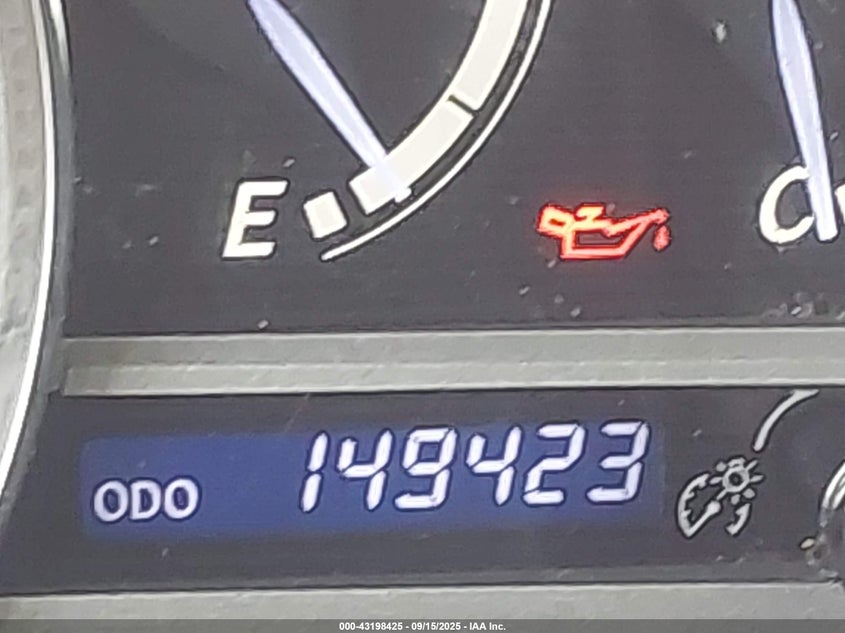 E
C
ODO 149423
000-43198425 - 09/15/2025 - IAA Inc.